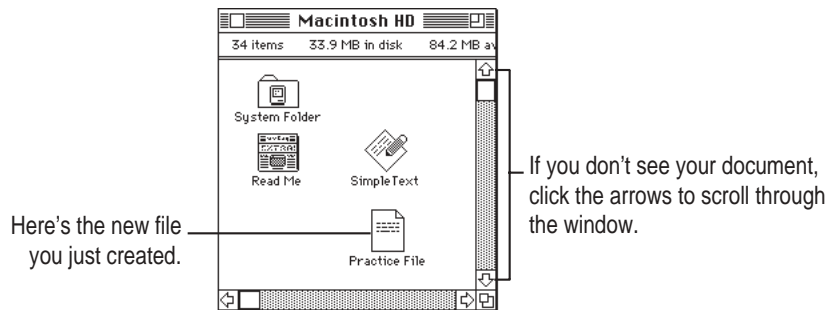 Macintosh HD
34 items 33.9 MB in disk 84.2 MB av
System Folder
Read Me
SimpleText
Practice File
Here’s the new file
you just created.
If you don’t see your document,
click the arrows to scroll through
the window.